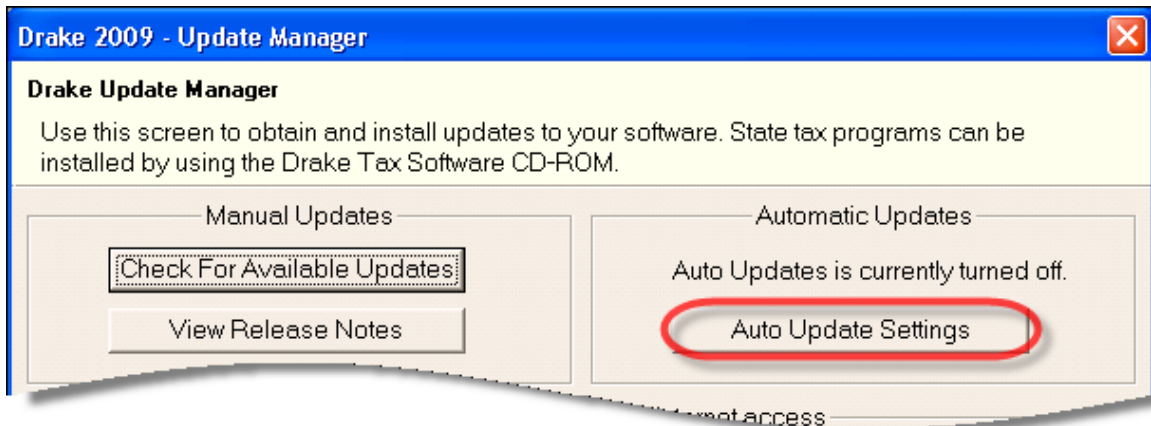 Drake 2009 - Update Manager
Drake Update Manager
Use this screen to obtain and install updates to your software. State tax programs can be
installed by using the Drake Tax Software CD-ROM.
Manual Updates
Check For Available Updates
View Release Notes
Automatic Updates
Auto Updates is currently turned off.
Auto Update Settings
access